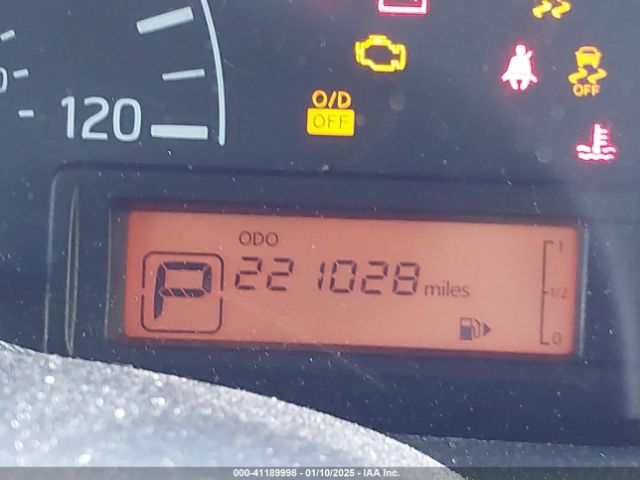 120
O/D
OFF
OFF
ODO
P
221028 miles
1
1/2
0
000-41189998 - 01/10/2025 - IAA Inc.